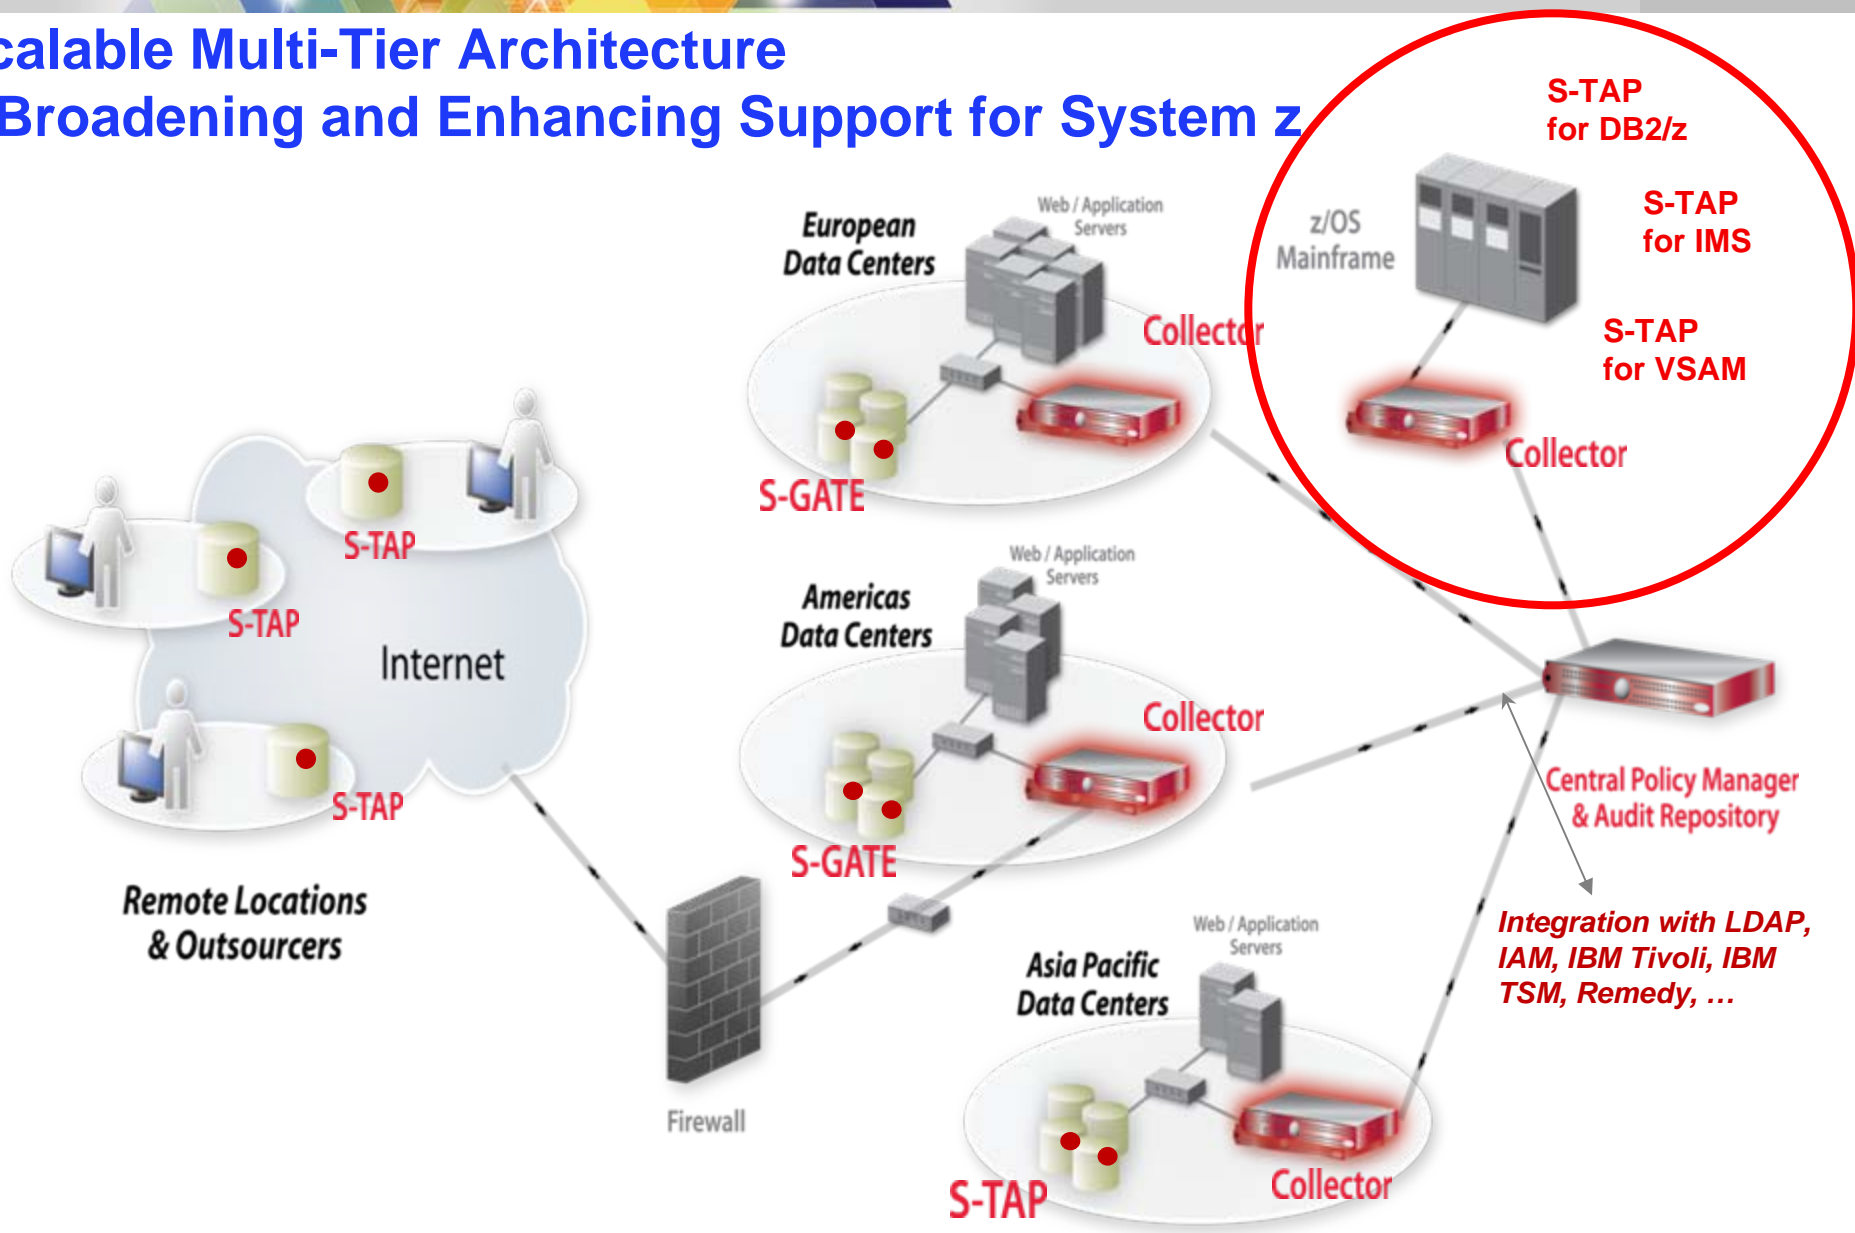 calable Multi-Tier Architecture
Broadening and Enhancing Support for System z
S-TAP
for DB2/z
S-TAP
for IMS
S-TAP
for VSAM
z/OS
Mainframe
Collector
European
Data Centers
Web / Application
Servers
Collector
S-GATE
S-TAP
S-TAP
Internet
S-TAP
Remote Locations
& Outsourcers
Americas
Data Centers
Web / Application
Servers
Collector
S-GATE
Firewall
Central Policy Manager
& Audit Repository
Integration with LDAP,
IAM, IBM Tivoli, IBM
TSM, Remedy, …
Asia Pacific
Data Centers
Web / Application
Servers
S-TAP
Collector